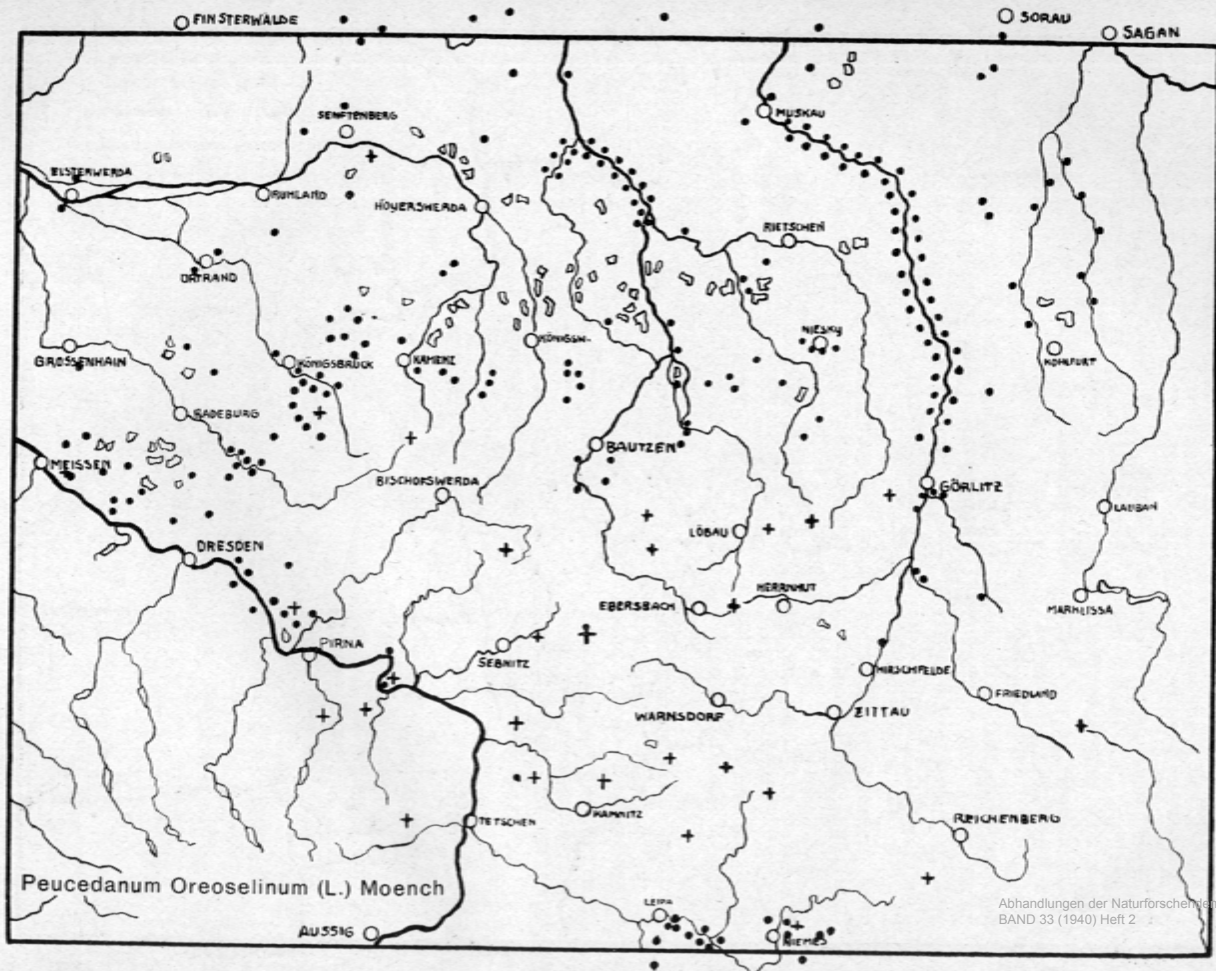 FINSTERWALDE
SORAU
SAGAN
SENFTENBERG
MUSKAU
ELSTERWERDA
RUHLAND
HOYERSWERDA
RIETSCHEN
ORTRAND
GROSSENHAIN
KÖNIGSBRÜCK
KAMENZ
KÖNIGSW-
NIESKY
KOHLFURT
RADEBURG
BAUTZEN
MEISSEN
BISCHOFSWERDA
GÖRLITZ
LÖBAU
LAUBAN
DRESDEN
EBERSBACH
HERRNHUT
MARKLISSA
PIRNA
SEBNITZ
HIRSCHFELDE
FRIEDLAND
WARNSDORF
ZITTAU
TETSCHEN
KAMNITZ
REICHENBERG
Peucedanum Oreoselinum (L.) Moench
LEIPA
AUSSIG
NIEMES
Abhandlungen der Naturforschenden
BAND 33 (1940) Heft 2